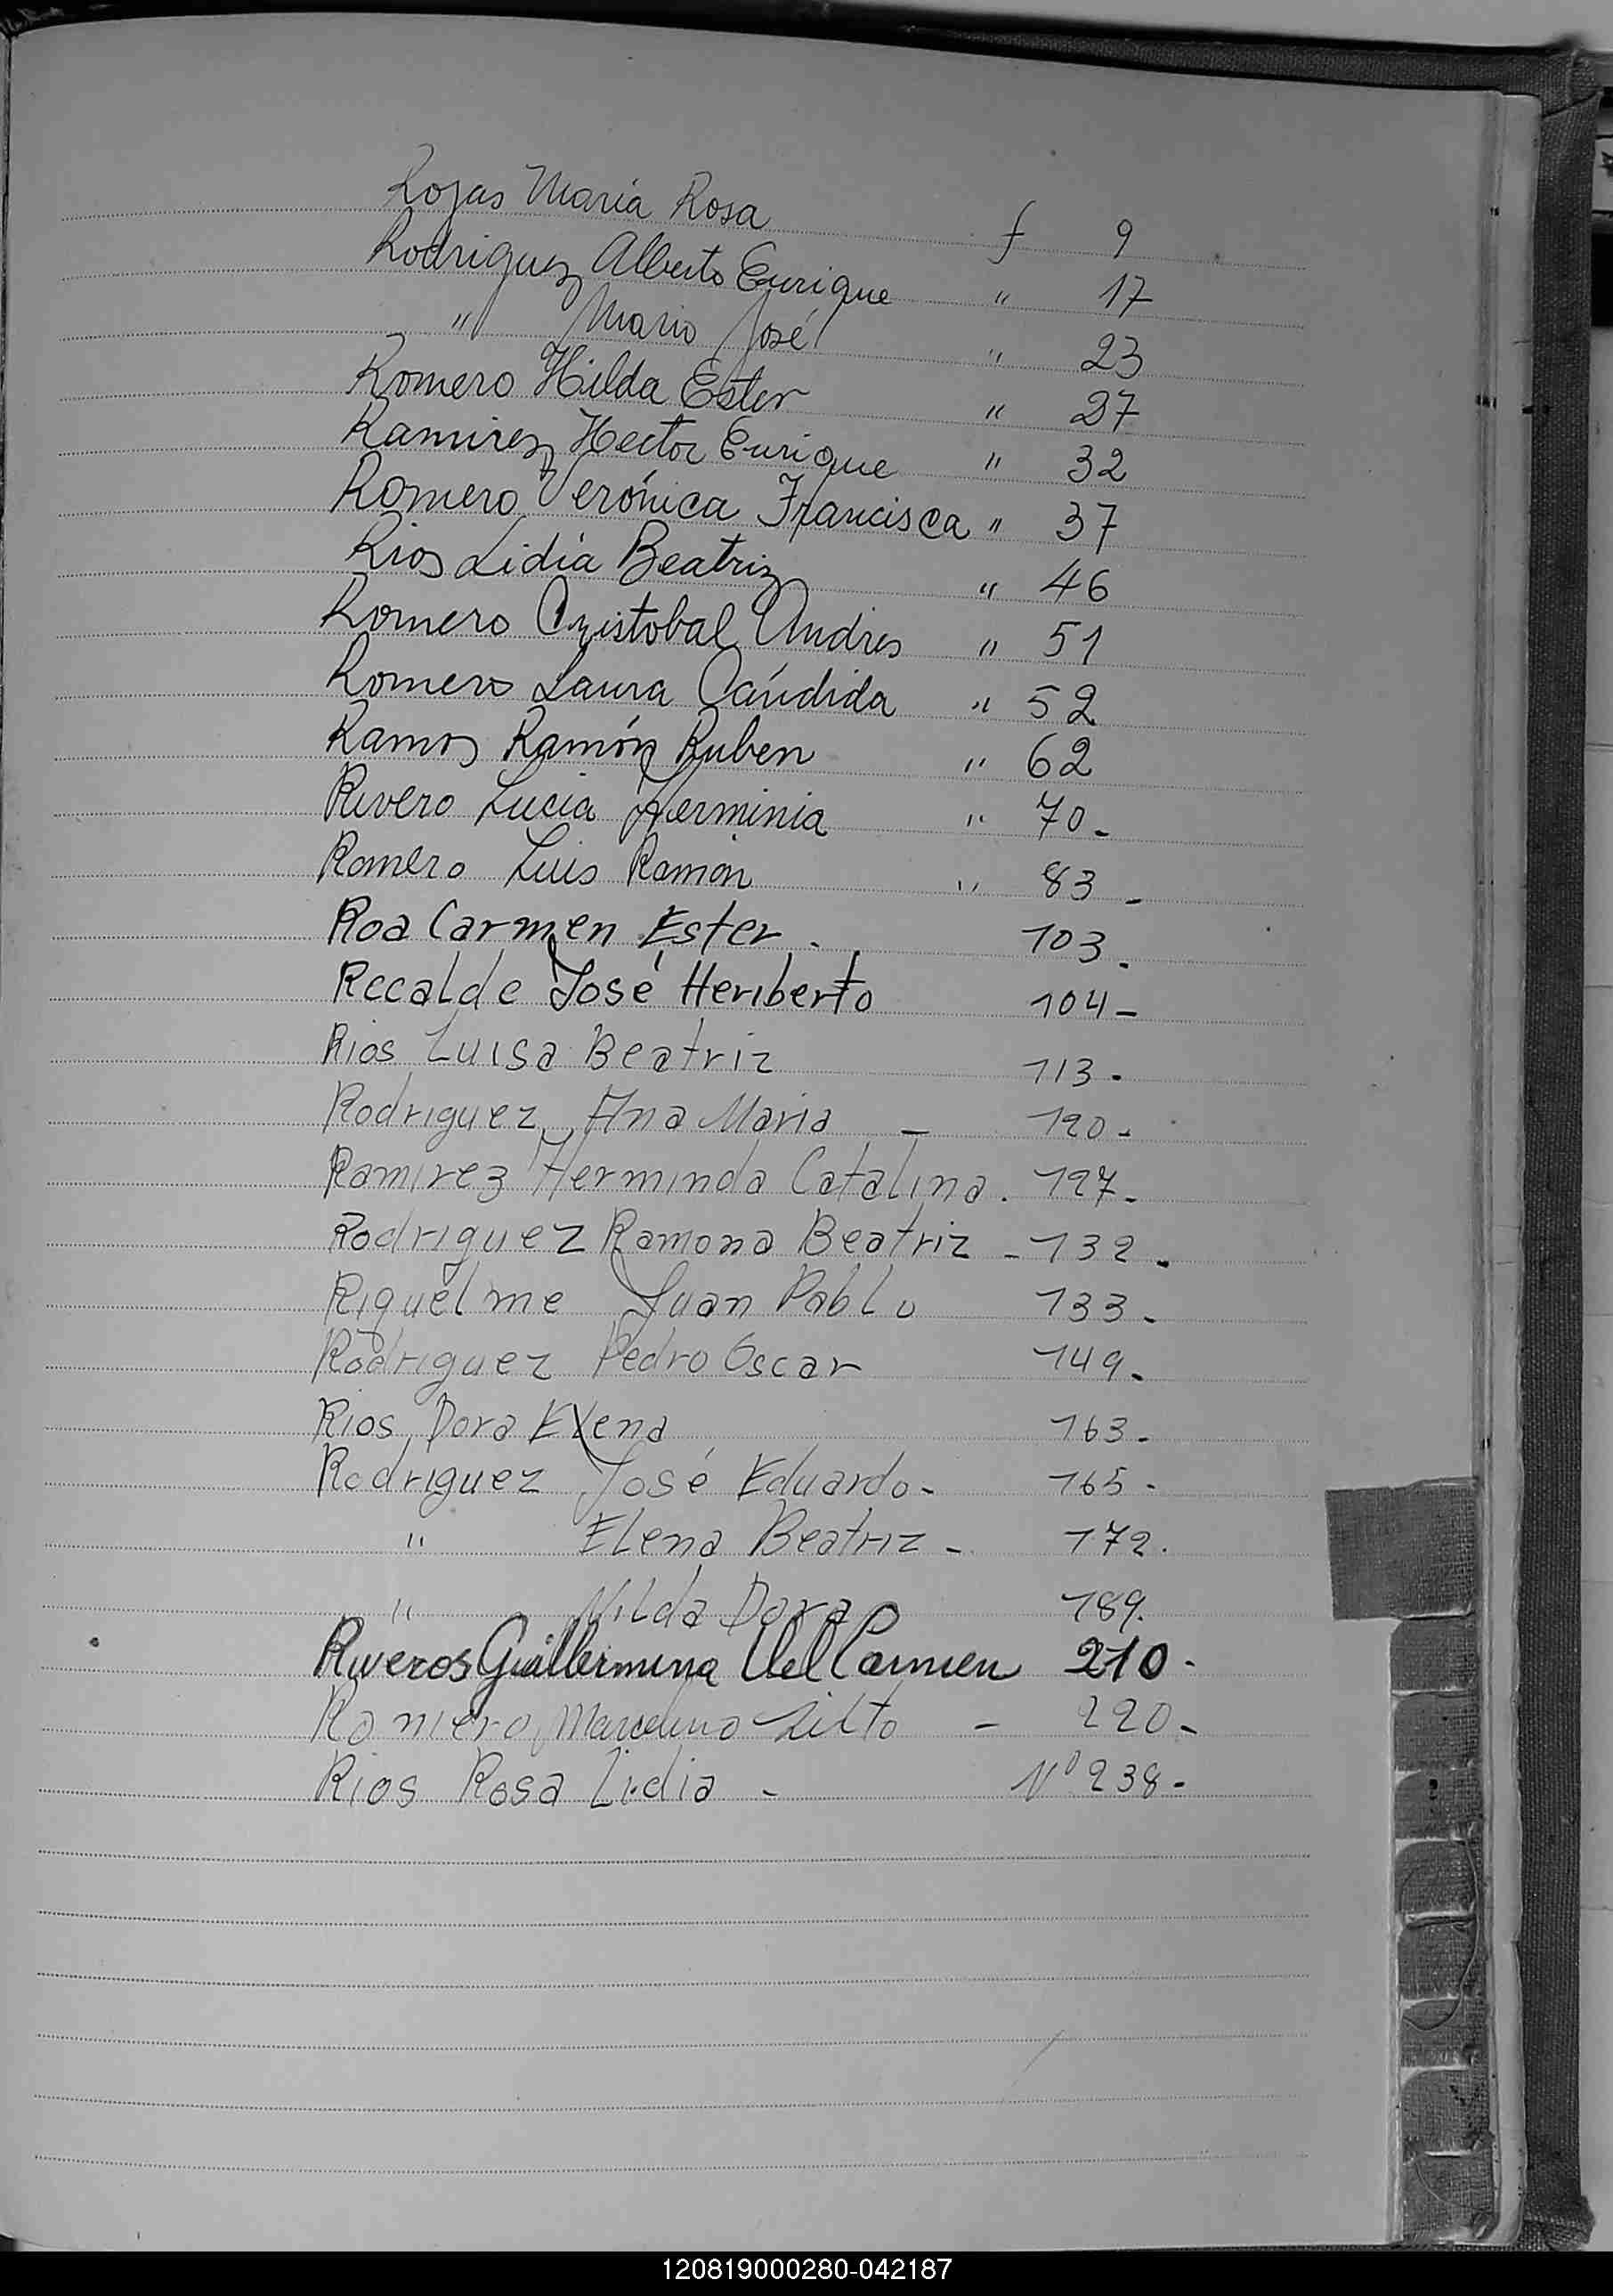 Rojas Maria Rosa f 9
Rodriguez Alberto Enrique " 17
" Mario José " 23
Romero Hilda Ester " 27
Ramirez Hector Enrique " 32
Romero Verónica Francisca " 37
Rios Lidia Beatriz " 46
Romero Cristobal Andres " 51
Romero Laura Cándida " 52
Ramos Ramón Ruben " 62
Rivero Lucia Herminia " 70-
Romero Luis Ramón " 83-
Roa Carmen Ester. 103.
Recalde José Heriberto 104-
Rios Luisa Beatriz 113.
Rodriguez Ana Maria - 120-
Ramirez Herminda Catalina. 127-
Rodriguez Ramona Beatriz - 132.
Riquelme Juan Pablo 133-
Rodriguez Pedro Oscar 149.
Rios Dora Elena 163-
Rodriguez José Eduardo- 165-
" Elena Beatriz - 172.
" Nilda Dora 189.
Riveros Guillermina Del Carmen 210-
Romero Marcelino - 220-
Rios Rosa Lidia - Nº 238-
120819000280-042187